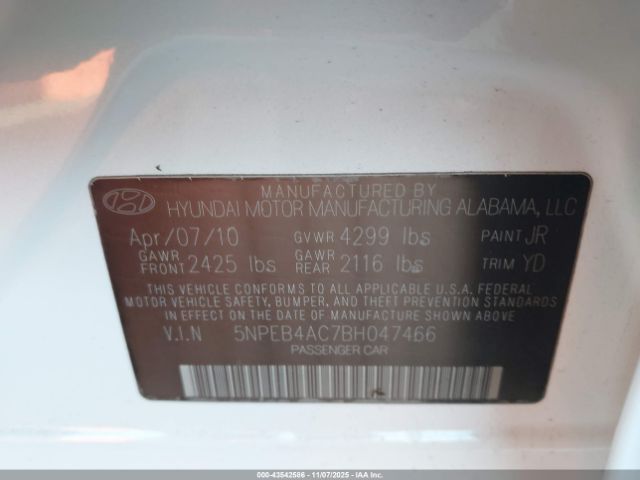 MANUFACTURED BY
HYUNDAI MOTOR MANUFACTURING ALABAMA, LLC
Apr/07/10 GVWR 4299 lbs PAINT JR
GAWR FRONT 2425 lbs GAWR REAR 2116 lbs TRIM YD
THIS VEHICLE CONFORMS TO ALL APPLICABLE U.S.A. FEDERAL
MOTOR VEHICLE SAFETY, BUMPER, AND THEFT PREVENTION STANDARDS
IN EFFECT ON THE DATE OF MANUFACTURE SHOWN ABOVE.
V.I.N 5NPEB4AC7BH047466
PASSENGER CAR
000-43542586 - 11/07/2025 - IAAI, Inc.